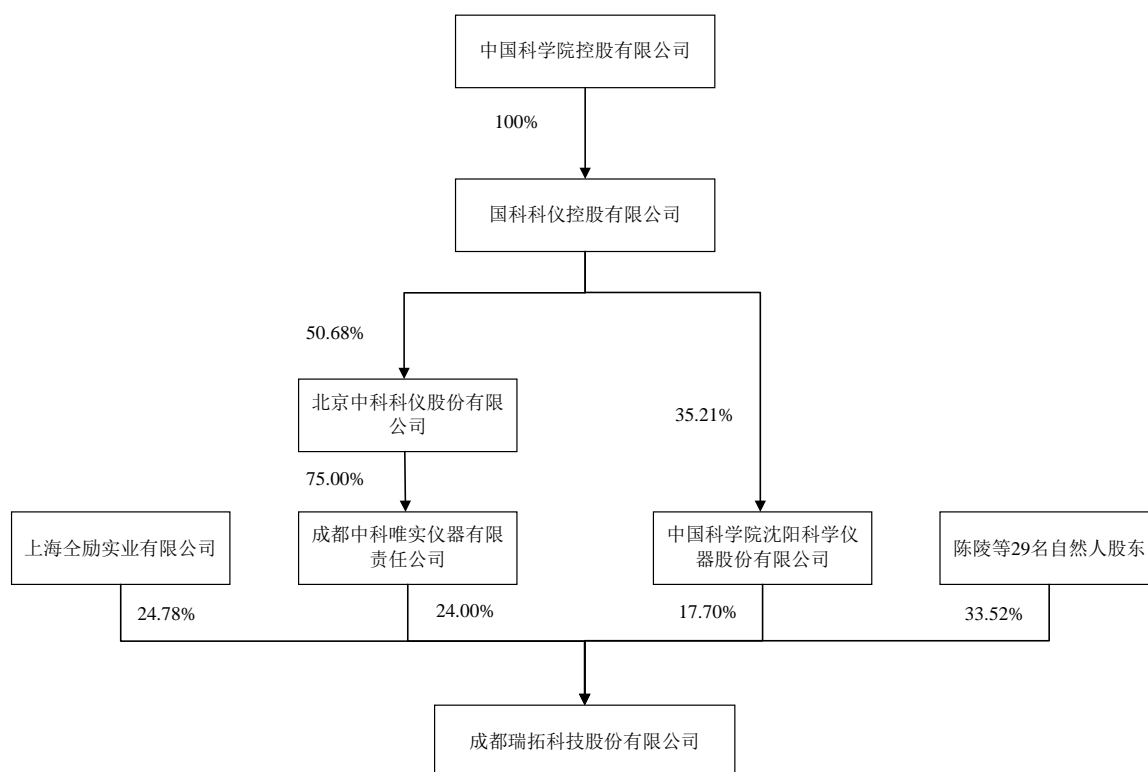 中国科学院控股有限公司
100%
国科科仪控股有限公司
50.68%
北京中科科仪股份有限
公司
35.21%
75.00%
上海仝励实业有限公司
成都中科唯实仪器有限
责任公司
中国科学院沈阳科学仪
器股份有限公司
陈陵等29名自然人股东
24.78%
24.00%
17.70%
33.52%
成都瑞拓科技股份有限公司